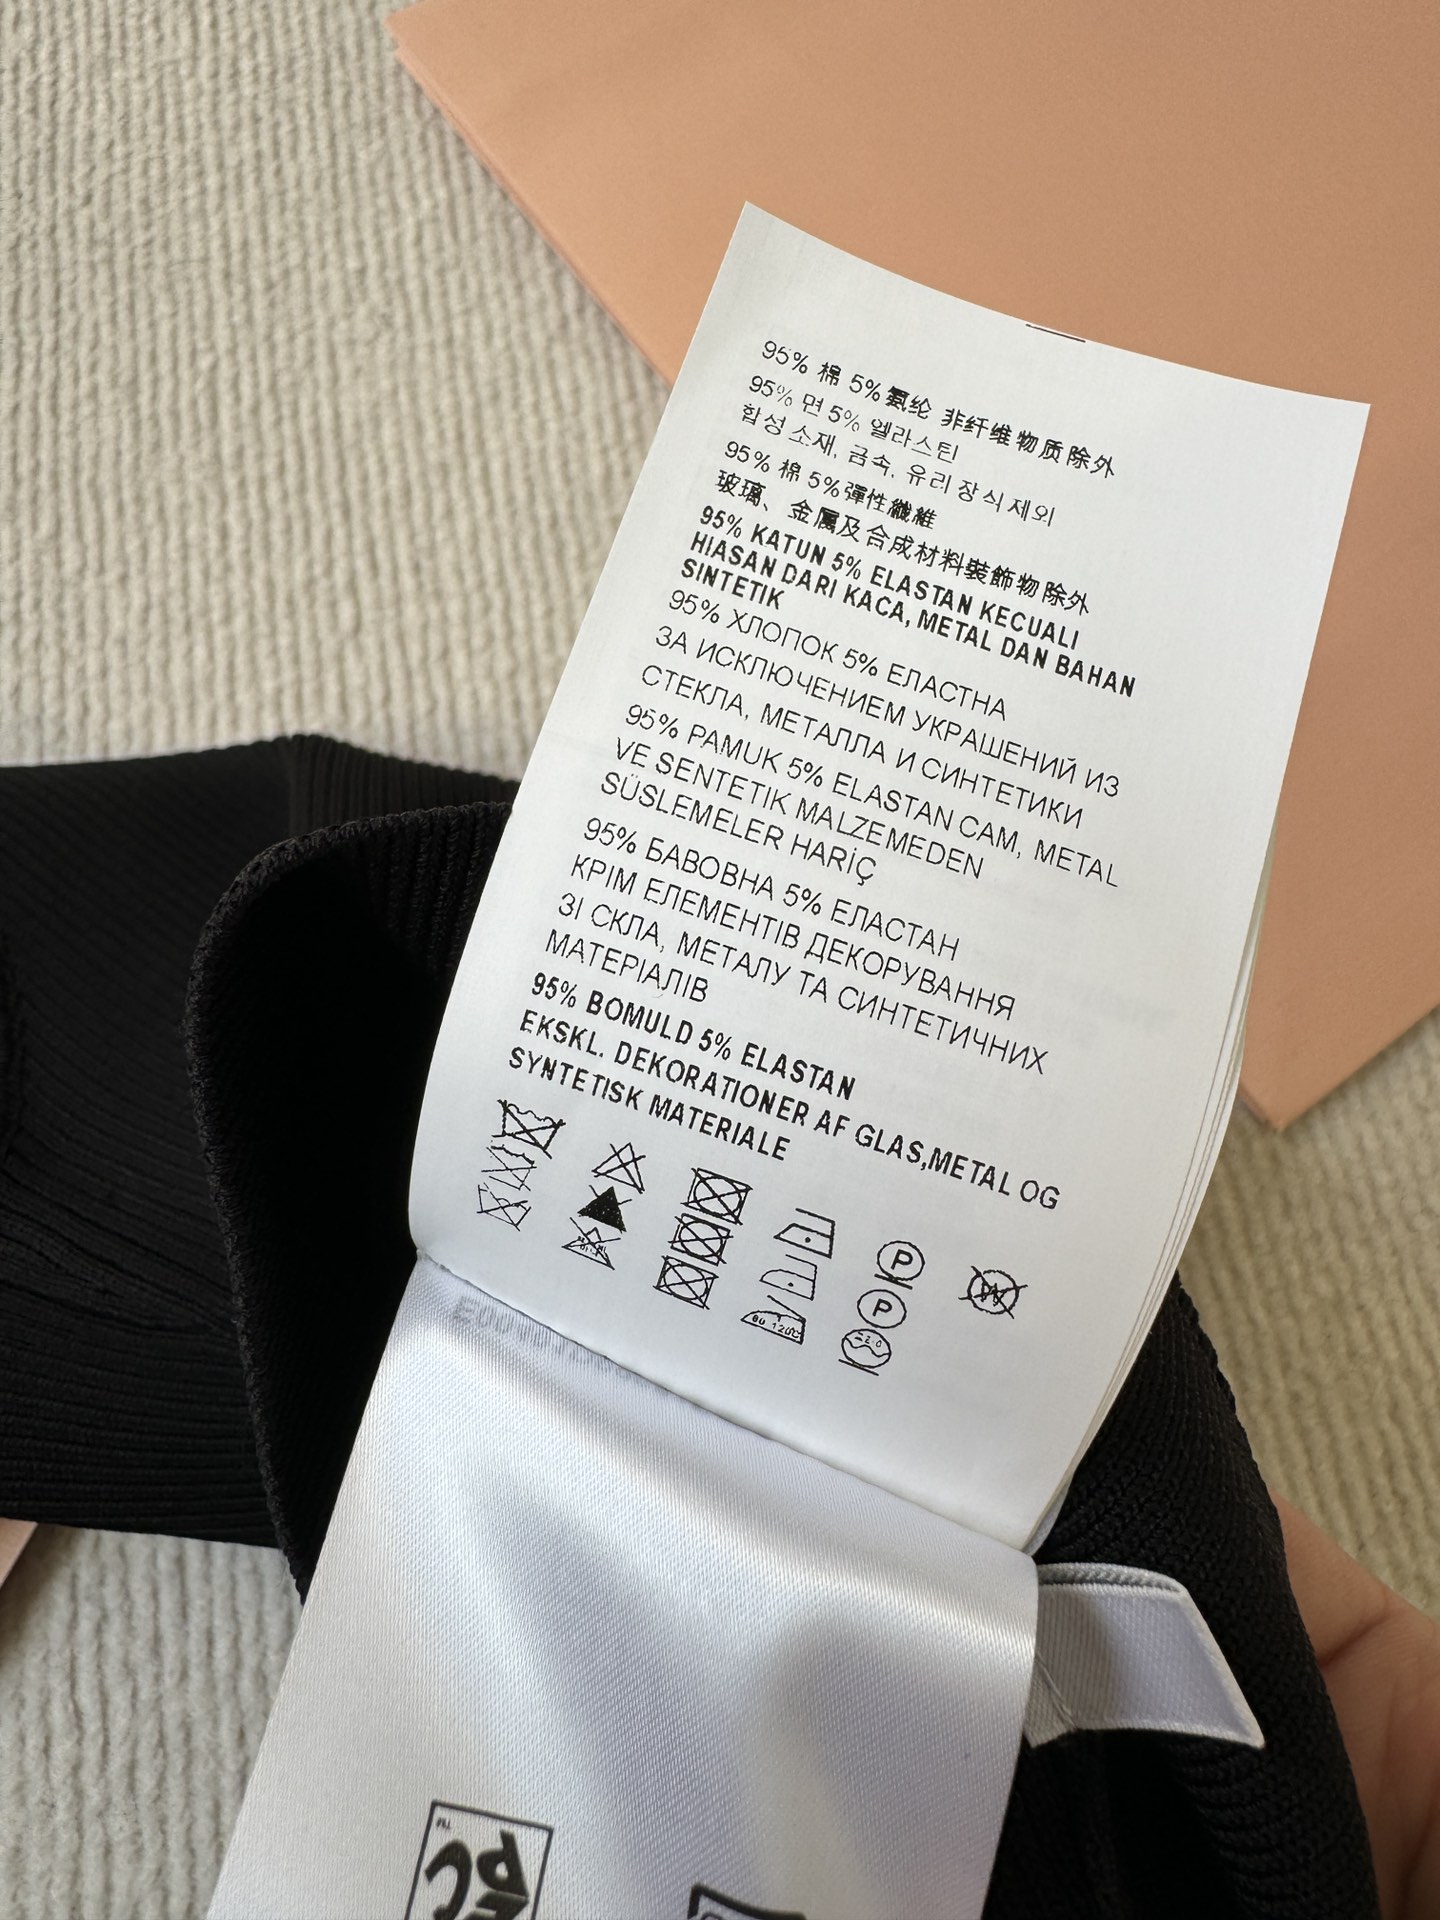 95% 棉 5% 氨纶 非纤维物质除外
95% 면 5% 엘라스틴
합성 소재, 금속, 유리 장식 제외
95% 棉 5% 彈性纖維
玻璃、金属及合成材料裝飾物除外
95% KATUN 5% ELASTAN KECUALI
HIASAN DARI KACA, METAL DAN BAHAN
SINTETIK
95% ХЛОПОК 5% ЕЛАСТНА
ЗА ИСКЛЮЧЕНИЕМ УКРАШЕНИЙ ИЗ
СТЕКЛА, МЕТАЛЛА И СИНТЕТИКИ
95% PAMUK 5% ELASTAN CAM, METAL
VE SENTETIK MALZEMEDEN
SÜSLEMELER HARİÇ
95% БАВОВНА 5% ЕЛАСТАН
КРІМ ЕЛЕМЕНТІВ ДЕКОРУВАННЯ
ЗІ СКЛА, МЕТАЛУ ТА СИНТЕТИЧНИХ
МАТЕРІАЛІВ
95% BOMULD 5% ELASTAN
EKSKL. DEKORATIONER AF GLAS,METAL OG
SYNTETISK MATERIALE
P
P